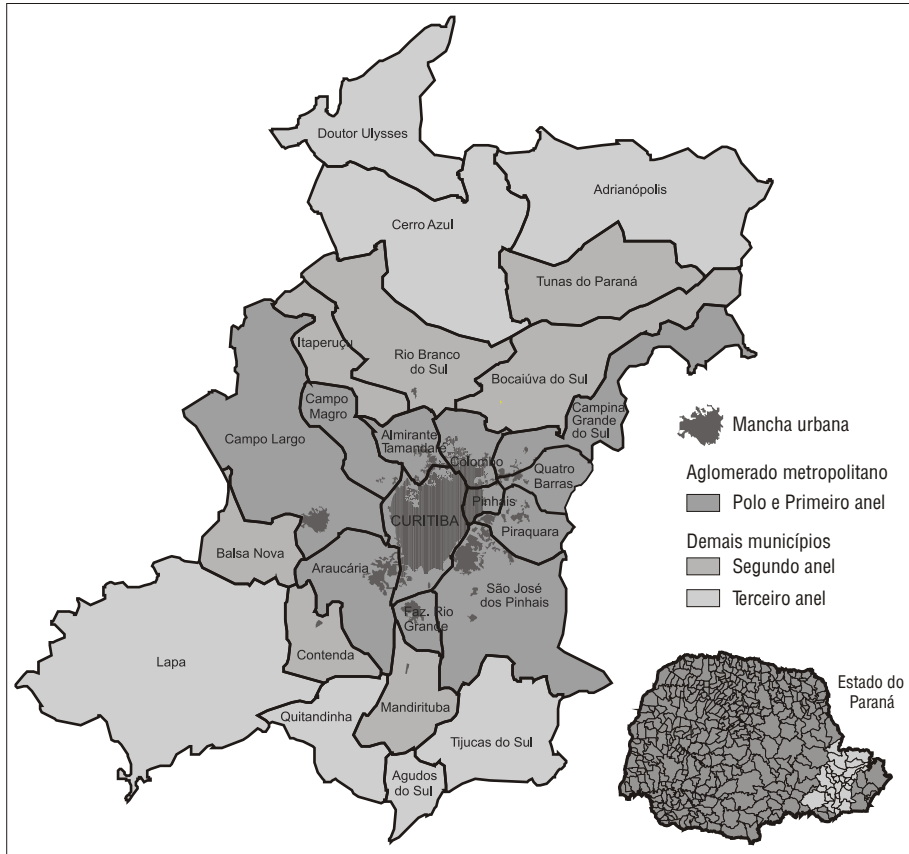 Doutor Ulysses
Adrianópolis
Cerro Azul
Tunas do Paraná
Itaperuçu
Rio Branco
do Sul
Bocaiúva do Sul
Campo
Magro
Campina
Grande
do Sul
Campo Largo
Almirante
Tamandaré
Colombo
Quatro
Barras
Pinhais
CURITIBA
Piraquara
Balsa Nova
Araucária
São José
dos Pinhais
Faz. Rio
Grande
Lapa
Contenda
Mandirituba
Quitandinha
Tijucas do Sul
Agudos
do Sul
Mancha urbana
Aglomerado metropolitano
Polo e Primeiro anel
Demais municípios
Segundo anel
Terceiro anel
Estado do
Paraná